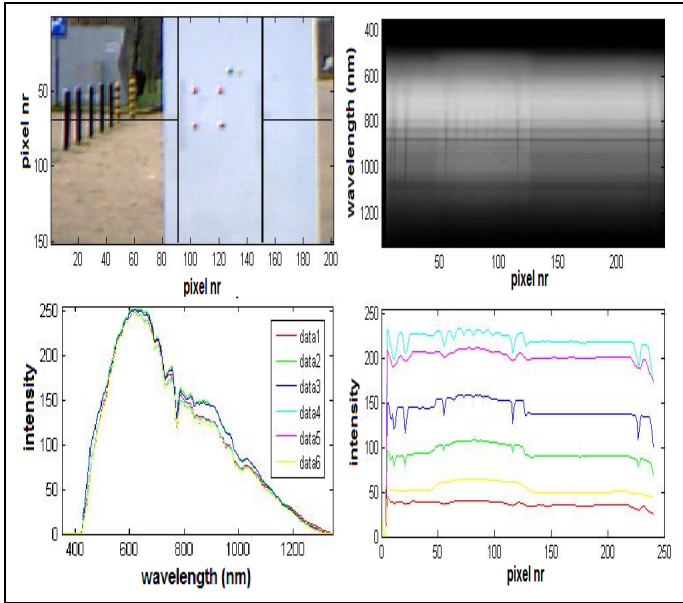 pixel nr
50
100
150
20 40 60 80 100 120 140 160 180 200
pixel nr
wavelength (nm)
400
600
800
1000
1200
50 100 150 200
pixel nr
intensity
250
200
150
100
50
0
400 600 800 1000 1200
wavelength (nm)
data1
data2
data3
data4
data5
data6
intensity
250
200
150
100
50
0
0 50 100 150 200 250
pixel nr